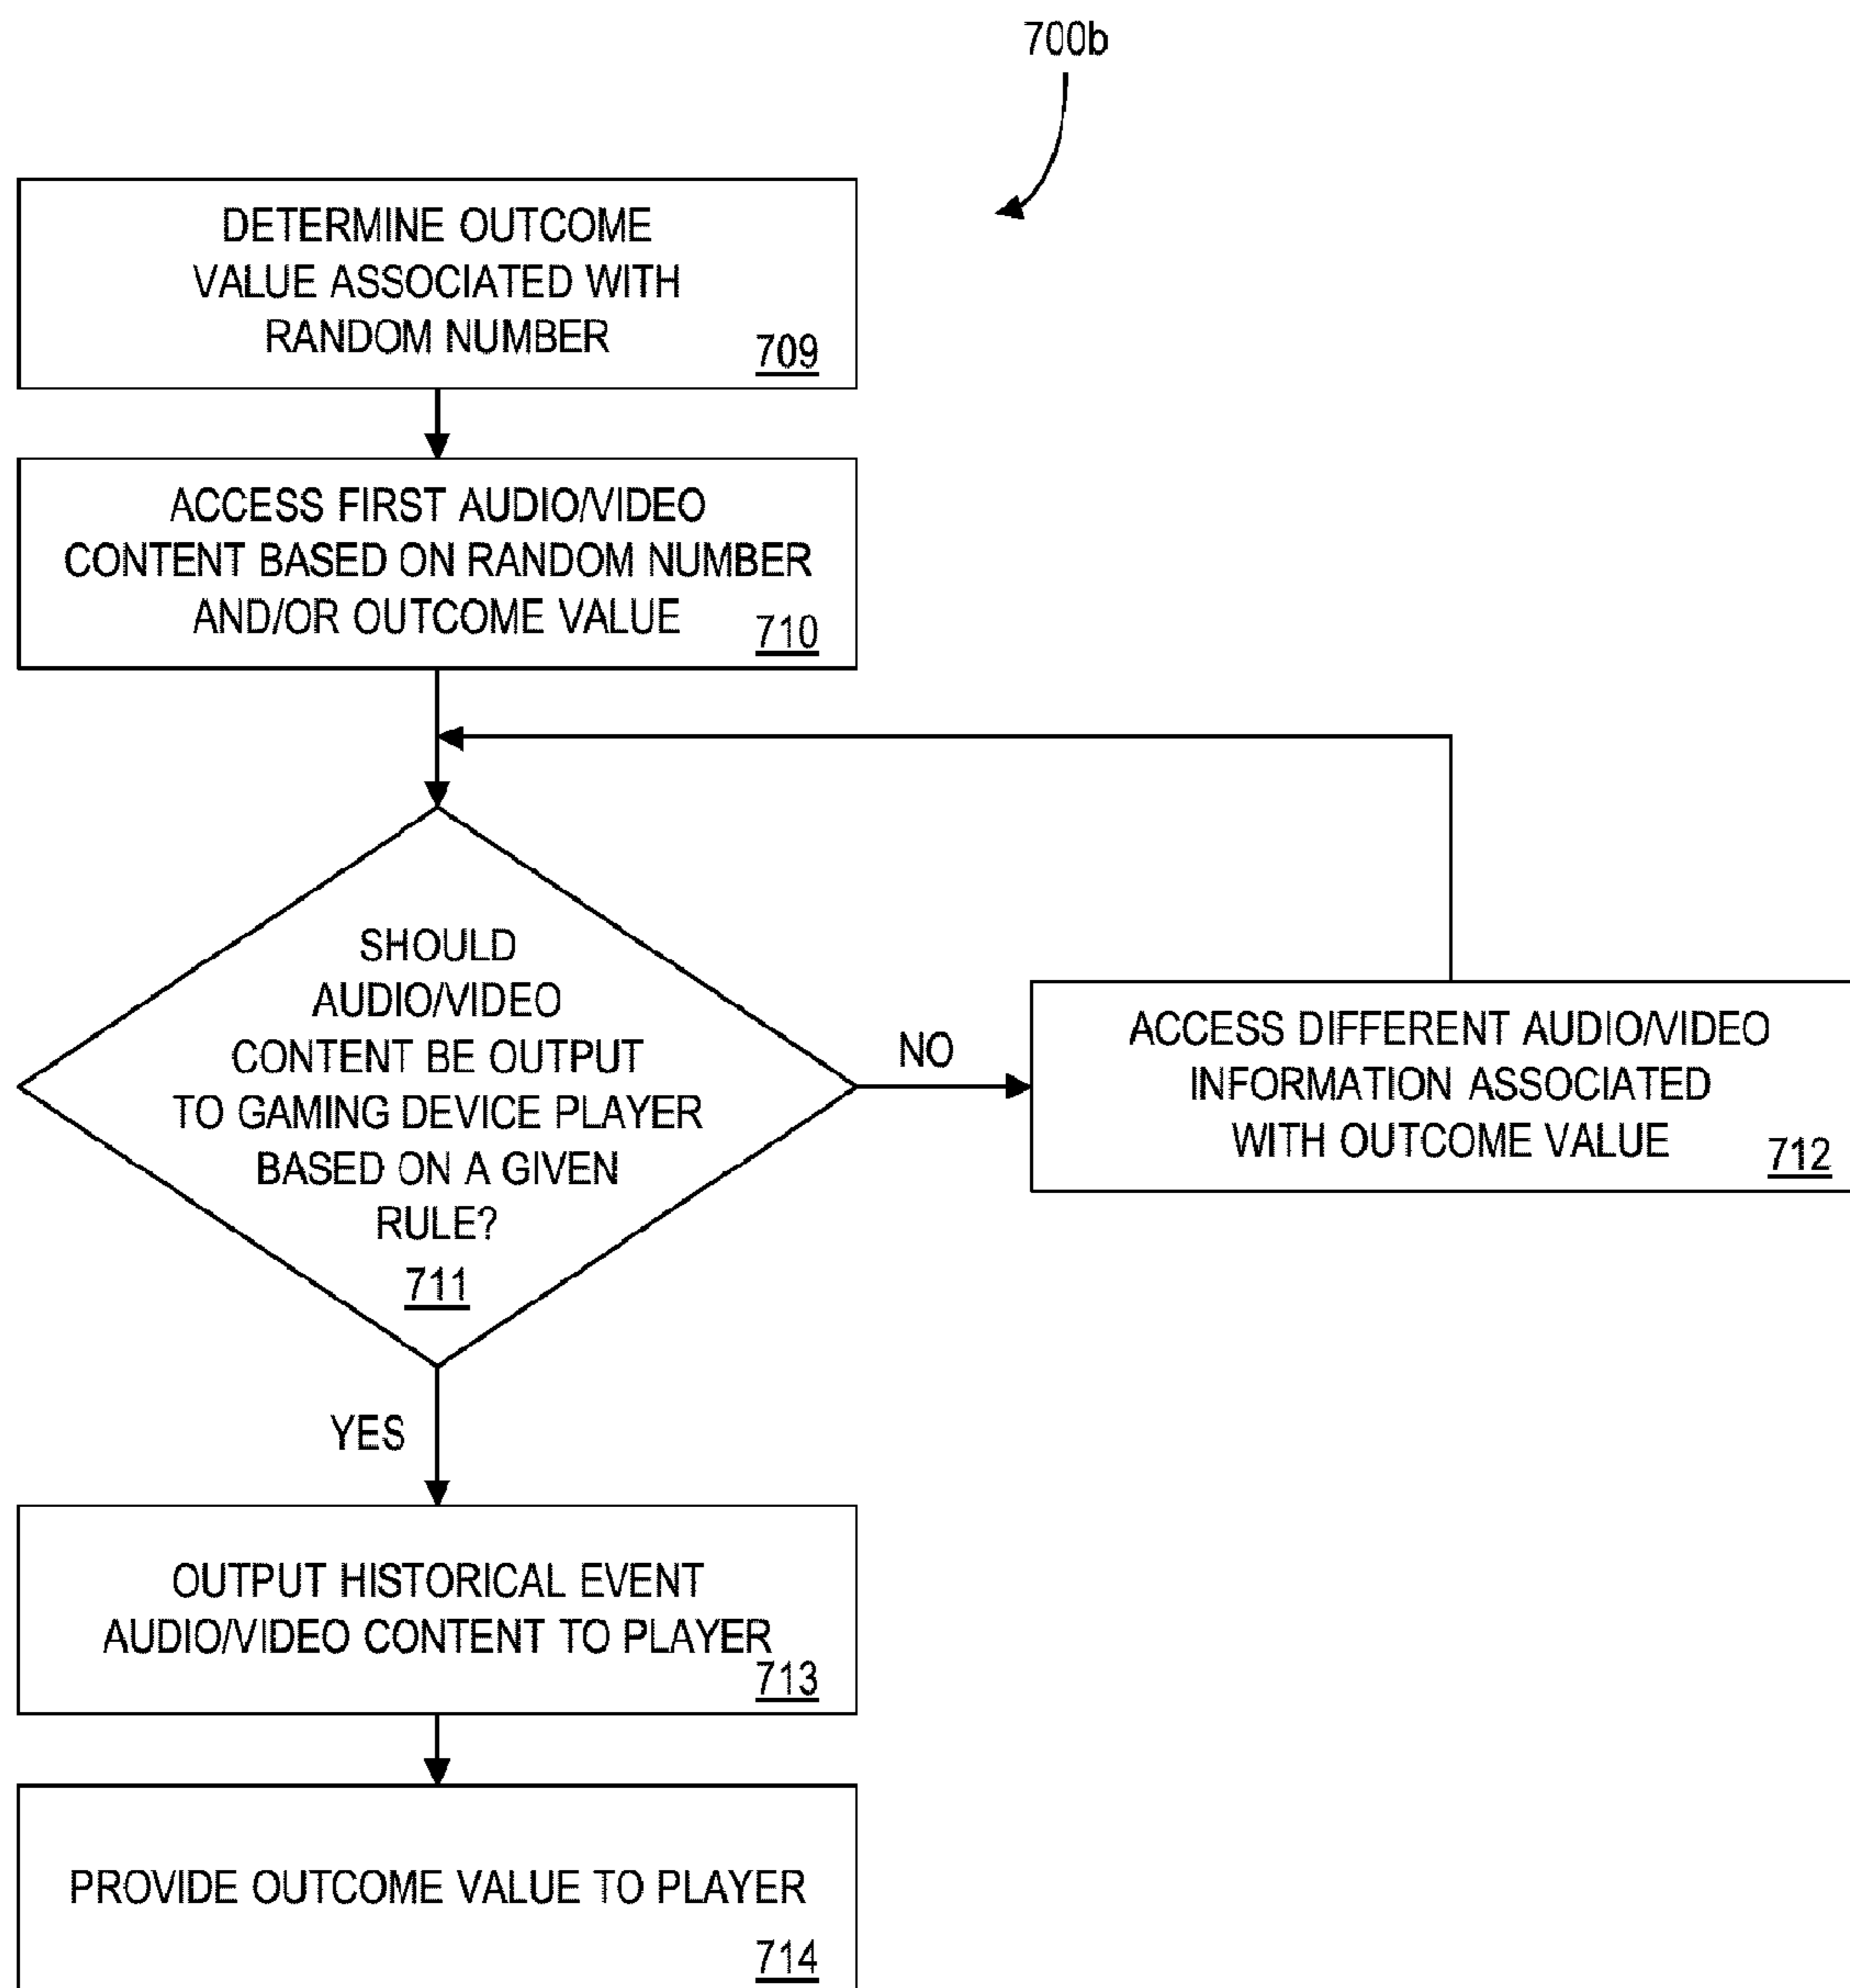 700b
DETERMINE OUTCOME
VALUE ASSOCIATED WITH
RANDOM NUMBER
709
ACCESS FIRST AUDIO/VIDEO
CONTENT BASED ON RANDOM NUMBER
AND/OR OUTCOME VALUE
710
SHOULD
AUDIO/VIDEO
CONTENT BE OUTPUT
TO GAMING DEVICE PLAYER
BASED ON A GIVEN
RULE?
711
NO
ACCESS DIFFERENT AUDIO/VIDEO
INFORMATION ASSOCIATED
WITH OUTCOME VALUE
712
YES
OUTPUT HISTORICAL EVENT
AUDIO/VIDEO CONTENT TO PLAYER
713
PROVIDE OUTCOME VALUE TO PLAYER
714